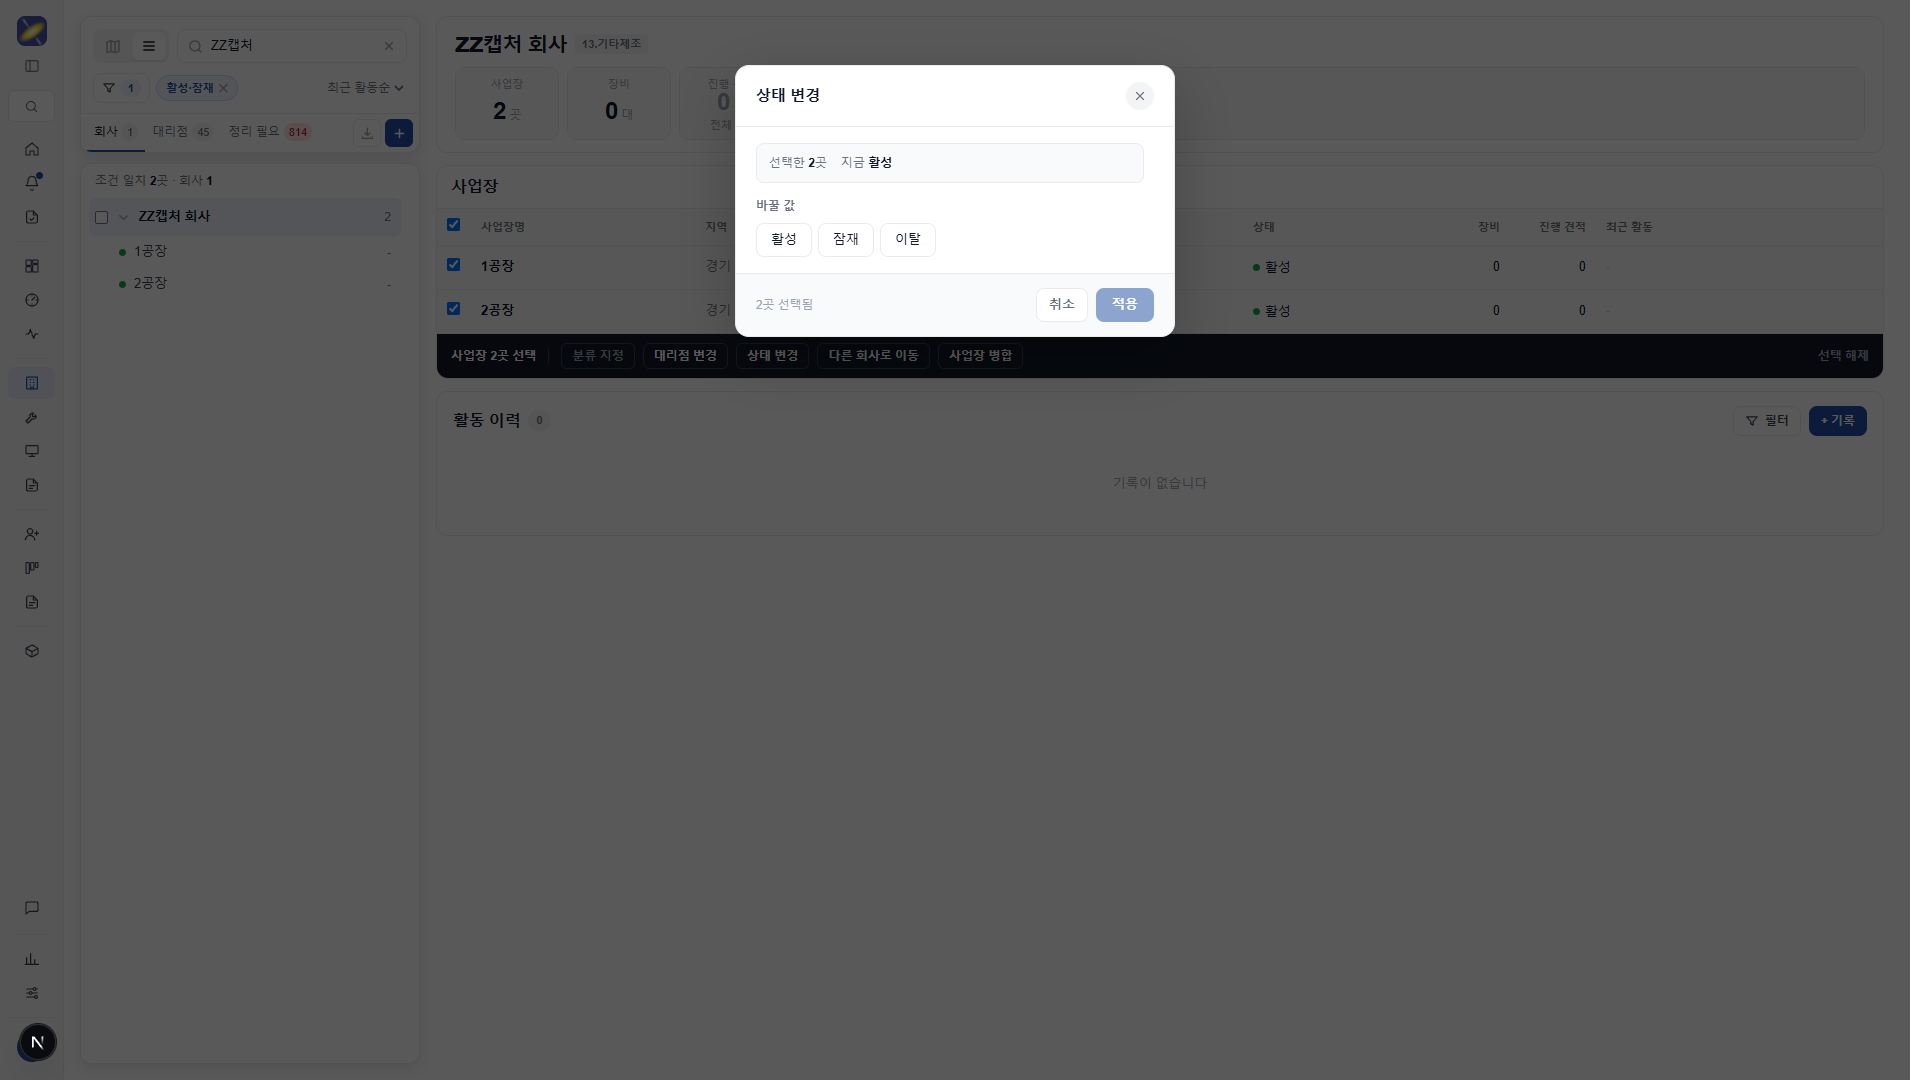 ZZ캡처
1
활성·잠재
최근 활동순
회사 1
대리점 45
정리 필요 814
조건 일치 2곳 · 회사 1
ZZ캡처 회사 2
1공장 -
2공장 -
ZZ캡처 회사 13.기타제조
사업장
2 곳
장비
0 대
진행
0
전체
사업장
사업장명 지역 상태 장비 진행 견적 최근 활동
1공장 경기 활성 0 0 -
2공장 경기 활성 0 0 -
사업장 2곳 선택 분류 지정 대리점 변경 상태 변경 다른 회사로 이동 사업장 병합 선택 해제
활동 이력 0
필터
+ 기록
기록이 없습니다
상태 변경
선택한 2곳 지금 활성
바꿀 값
활성 잠재 이탈
2곳 선택됨
취소 적용
N